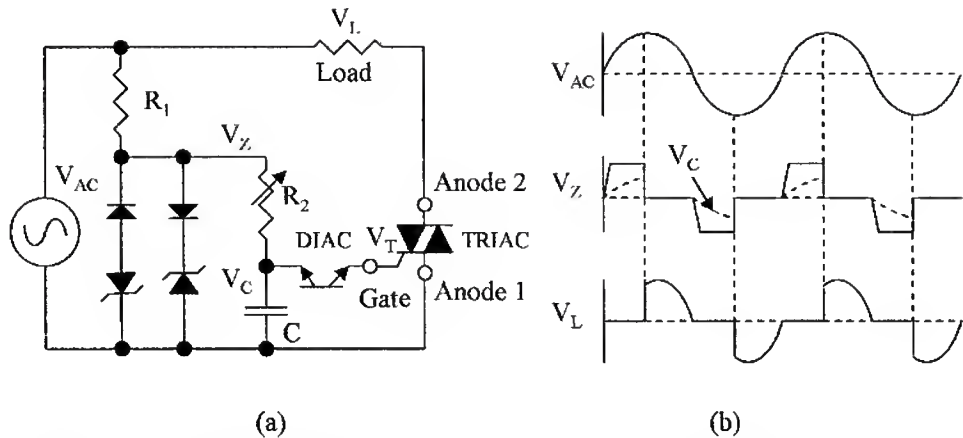 V_L
Load
R_1
V_Z
V_AC
R_2
Anode 2
DIAC
V_T
TRIAC
V_C
Gate
Anode 1
C
(a)
V_AC
V_C
V_Z
V_L
(b)